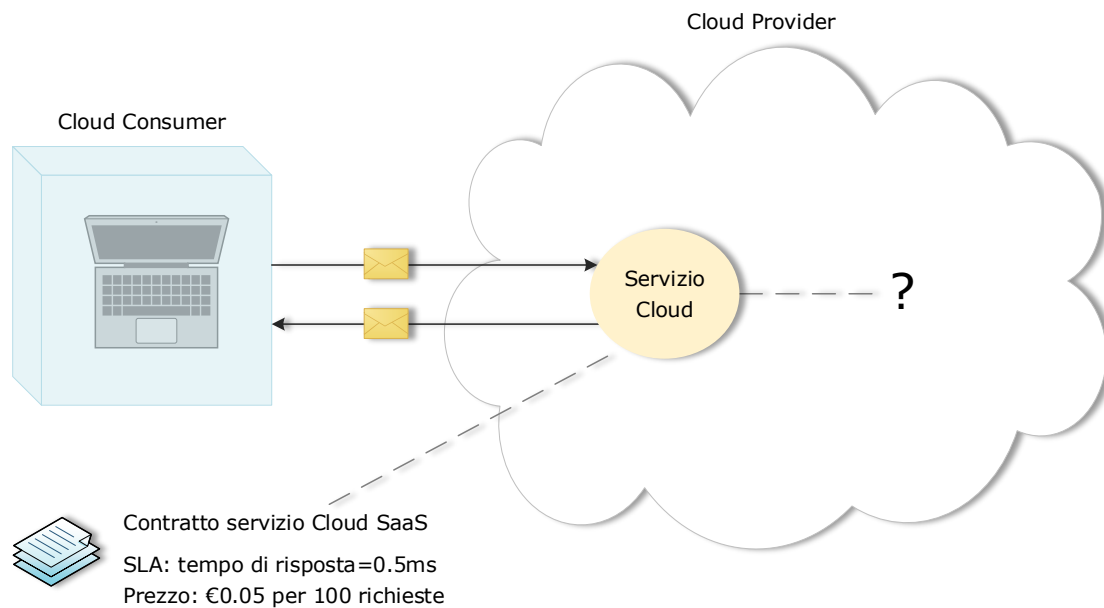 Cloud Provider
Cloud Consumer
Servizio
Cloud
?
Contratto servizio Cloud SaaS
SLA: tempo di risposta=0.5ms
Prezzo: €0.05 per 100 richieste